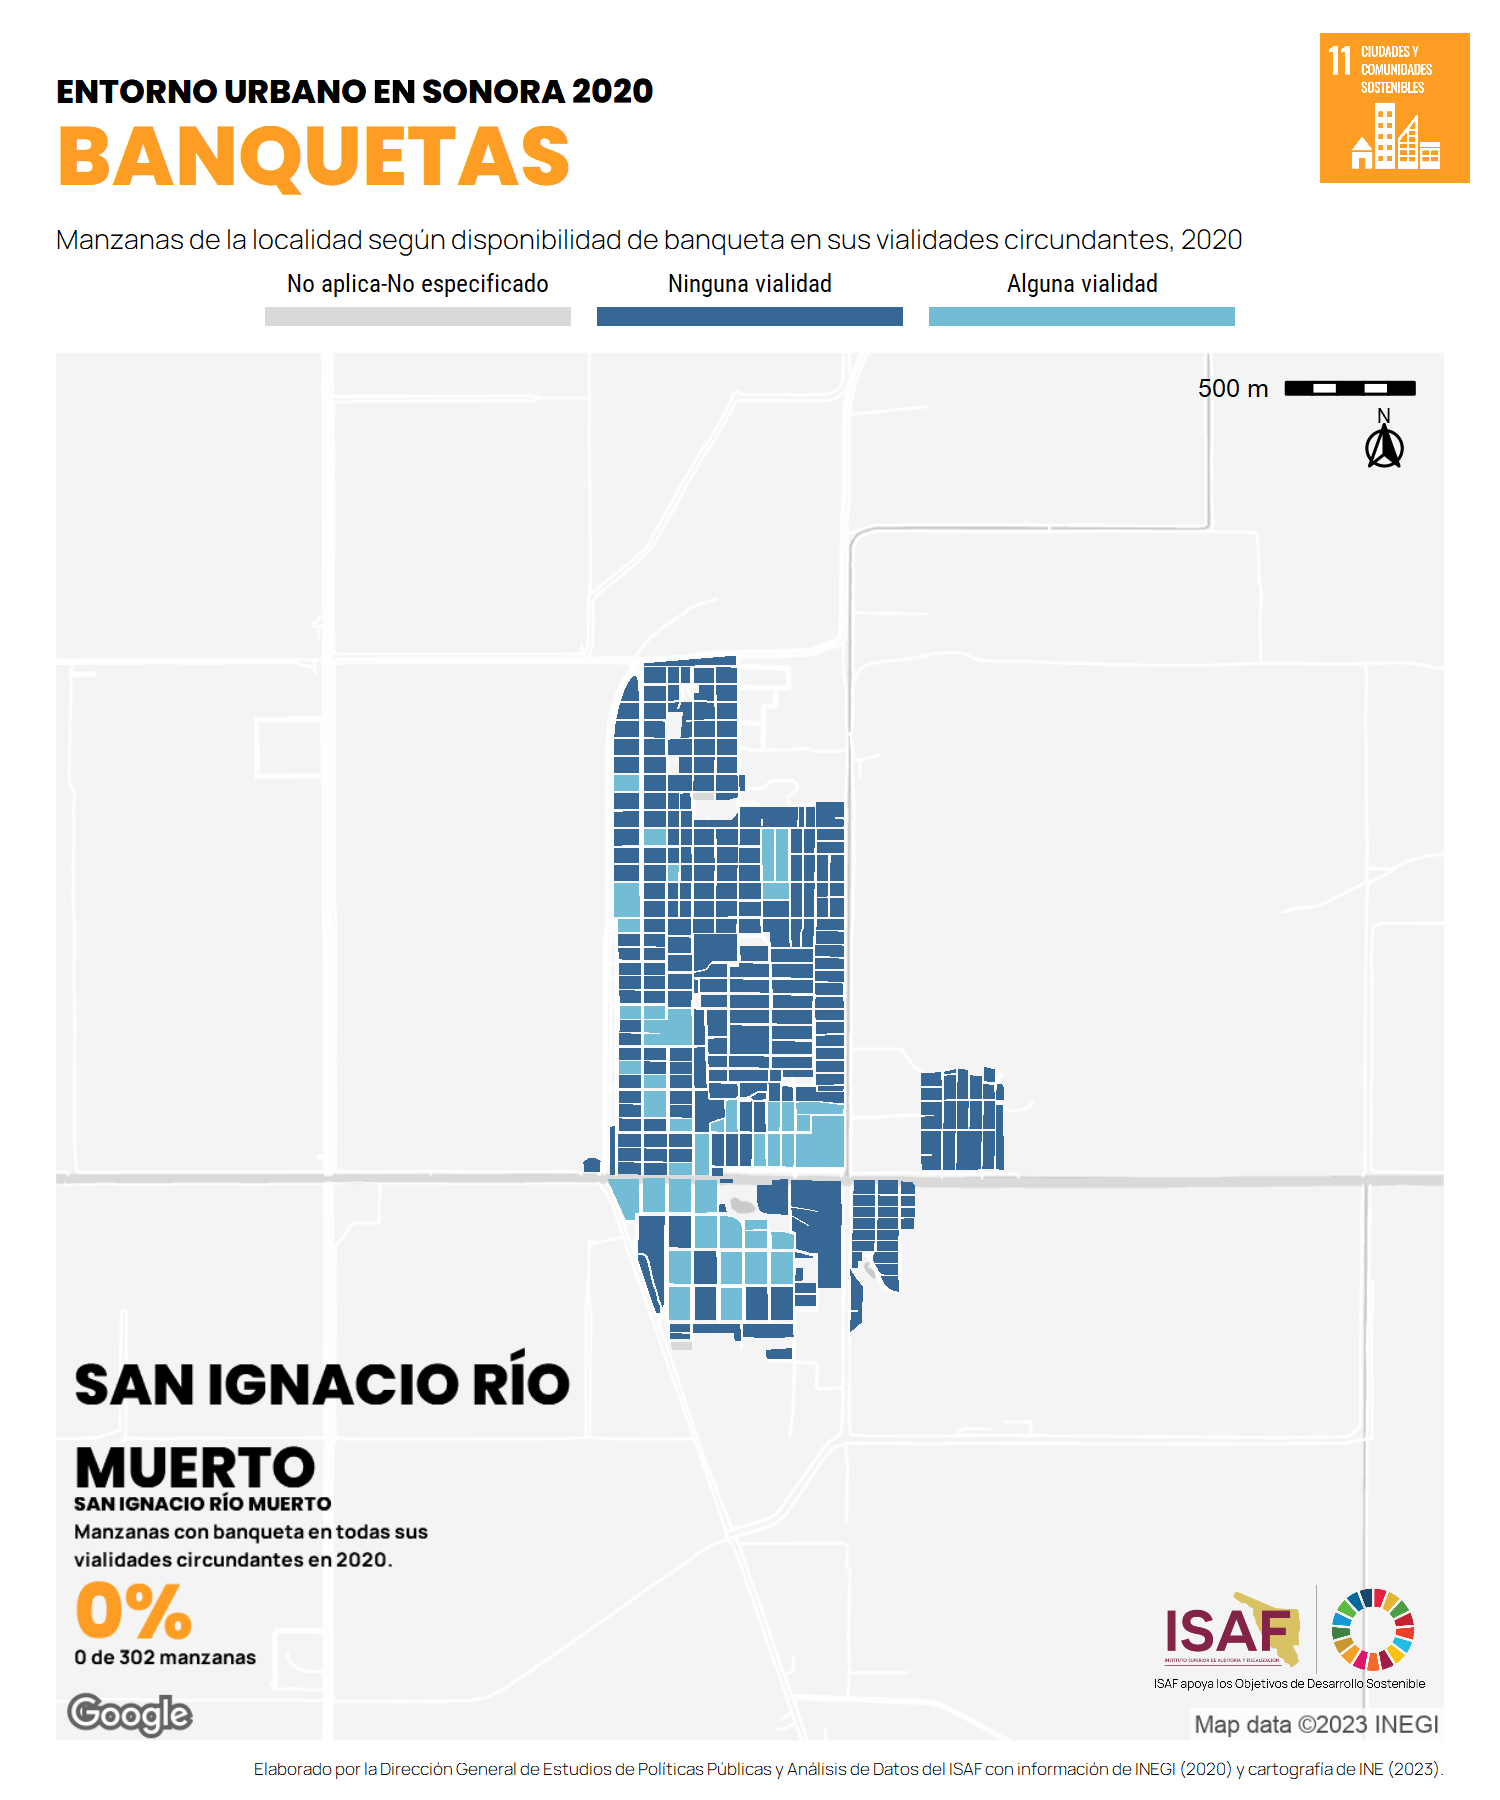 11 CIUDADES Y
COMUNIDADES
SOSTENIBLES
ENTORNO URBANO EN SONORA 2020
BANQUETAS
Manzanas de la localidad según disponibilidad de banqueta en sus vialidades circundantes, 2020
No aplica-No especificado
Ninguna vialidad
Alguna vialidad
500 m
N
SAN IGNACIO RÍO
MUERTO
SAN IGNACIO RÍO MUERTO
Manzanas con banqueta en todas sus
vialidades circundantes en 2020.
0%
0 de 302 manzanas
Google
ISAF
INSTITUTO SUPERIOR DE AUDITORÍA Y FISCALIZACIÓN
ISAF apoya los Objetivos de Desarrollo Sostenible
Map data ©2023 INEGI
Elaborado por la Dirección General de Estudios de Políticas Públicas y Análisis de Datos del ISAF con información de INEGI (2020) y cartografía de INE (2023).